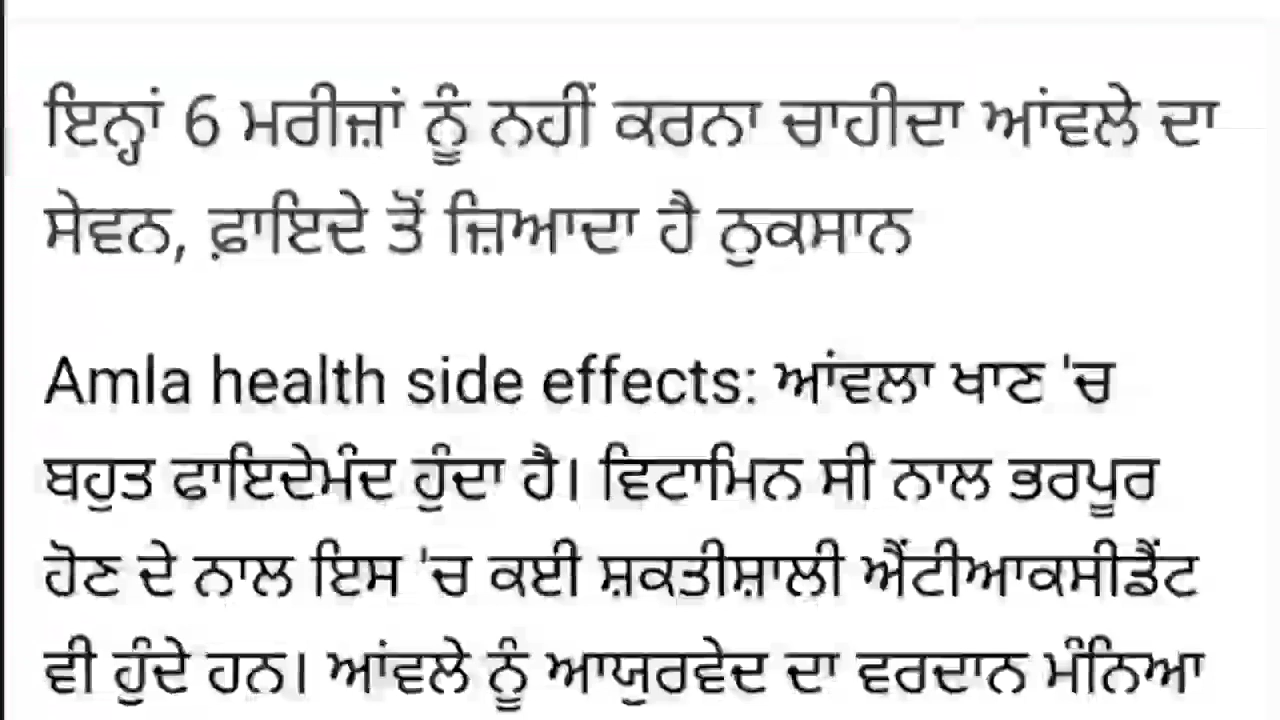 ਇਨ੍ਹਾਂ 6 ਮਰੀਜ਼ਾਂ ਨੂੰ ਨਹੀਂ ਕਰਨਾ ਚਾਹੀਦਾ ਆਂਵਲੇ ਦਾ
ਸੇਵਨ, ਫ਼ਾਇਦੇ ਤੋਂ ਜ਼ਿਆਦਾ ਹੈ ਨੁਕਸਾਨ
Amla health side effects: ਆਂਵਲਾ ਖਾਣ 'ਚ
ਬਹੁਤ ਫਾਇਦੇਮੰਦ ਹੁੰਦਾ ਹੈ। ਵਿਟਾਮਿਨ ਸੀ ਨਾਲ ਭਰਪੂਰ
ਹੋਣ ਦੇ ਨਾਲ ਇਸ 'ਚ ਕਈ ਸ਼ਕਤੀਸ਼ਾਲੀ ਐਂਟੀਆਕਸੀਡੈਂਟ
ਵੀ ਹੁੰਦੇ ਹਨ। ਆਂਵਲੇ ਨੂੰ ਆਯੁਰਵੇਦ ਦਾ ਵਰਦਾਨ ਮੰਨਿਆ